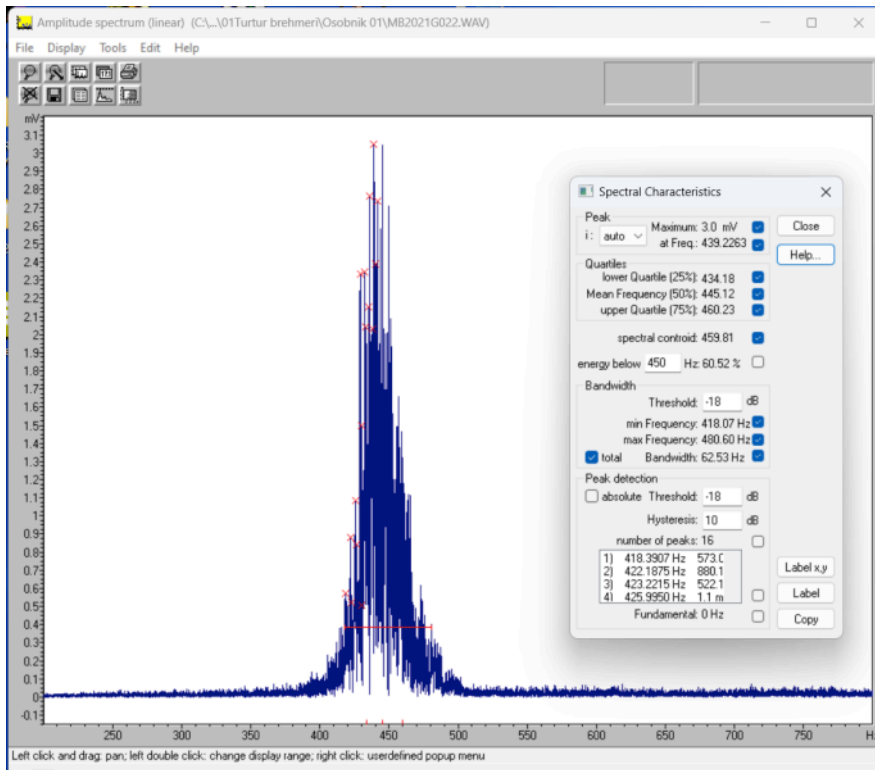 Amplitude spectrum (linear) (C:\...\01Turtur brehmeri\Osobnik 01\MB2021G022.WAV)
File Display Tools Edit Help
mV
3.1
3
2.9
2.8
2.7
2.6
2.5
2.4
2.3
2.2
2.1
2
1.9
1.8
1.7
1.6
1.5
1.4
1.3
1.2
1.1
1
0.9
0.8
0.7
0.6
0.5
0.4
0.3
0.2
0.1
0
-0.1
250 300 350 400 450 500 550 600 650 700 750 H
Spectral Characteristics
Peak
i: auto
Maximum: 3.0 mV
at Freq.: 439.2263
Close
Help...
Quartiles
lower Quartile (25%): 434.18
Mean Frequency (50%): 445.12
upper Quartile (75%): 460.23
spectral controid: 459.81
energy below 450 Hz: 60.52 %
Bandwidth
Threshold: -18 dB
min Frequency: 418.07 Hz
max Frequency: 480.60 Hz
total Bandwidth: 62.53 Hz
Peak detection
absolute Threshold: -18 dB
Hysteresis: 10 dB
number of peaks: 16
1) 418.3907 Hz 573.0
2) 422.1875 Hz 880.1
3) 423.2215 Hz 522.1
4) 425.9950 Hz 1.1 m
Fundamental: 0 Hz
Label x,y
Label
Copy
Left click and drag: pan; left double click: change display range; right click: userdefined popup menu